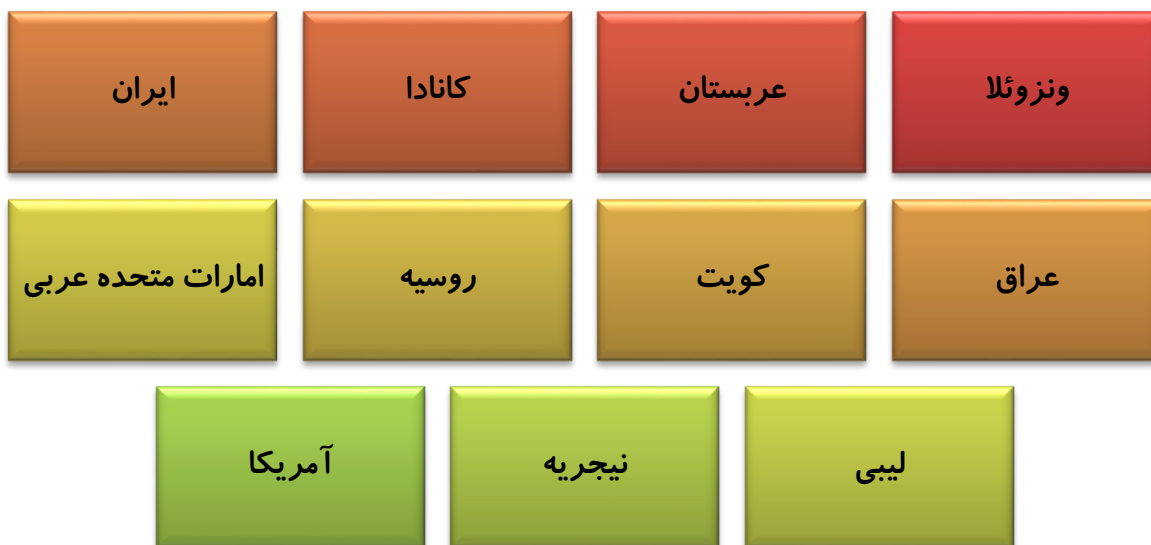 ونزوئلا
عربستان
کانادا
ایران
عراق
کویت
روسیه
امارات متحده عربی
لیبی
نیجریه
آمریکا